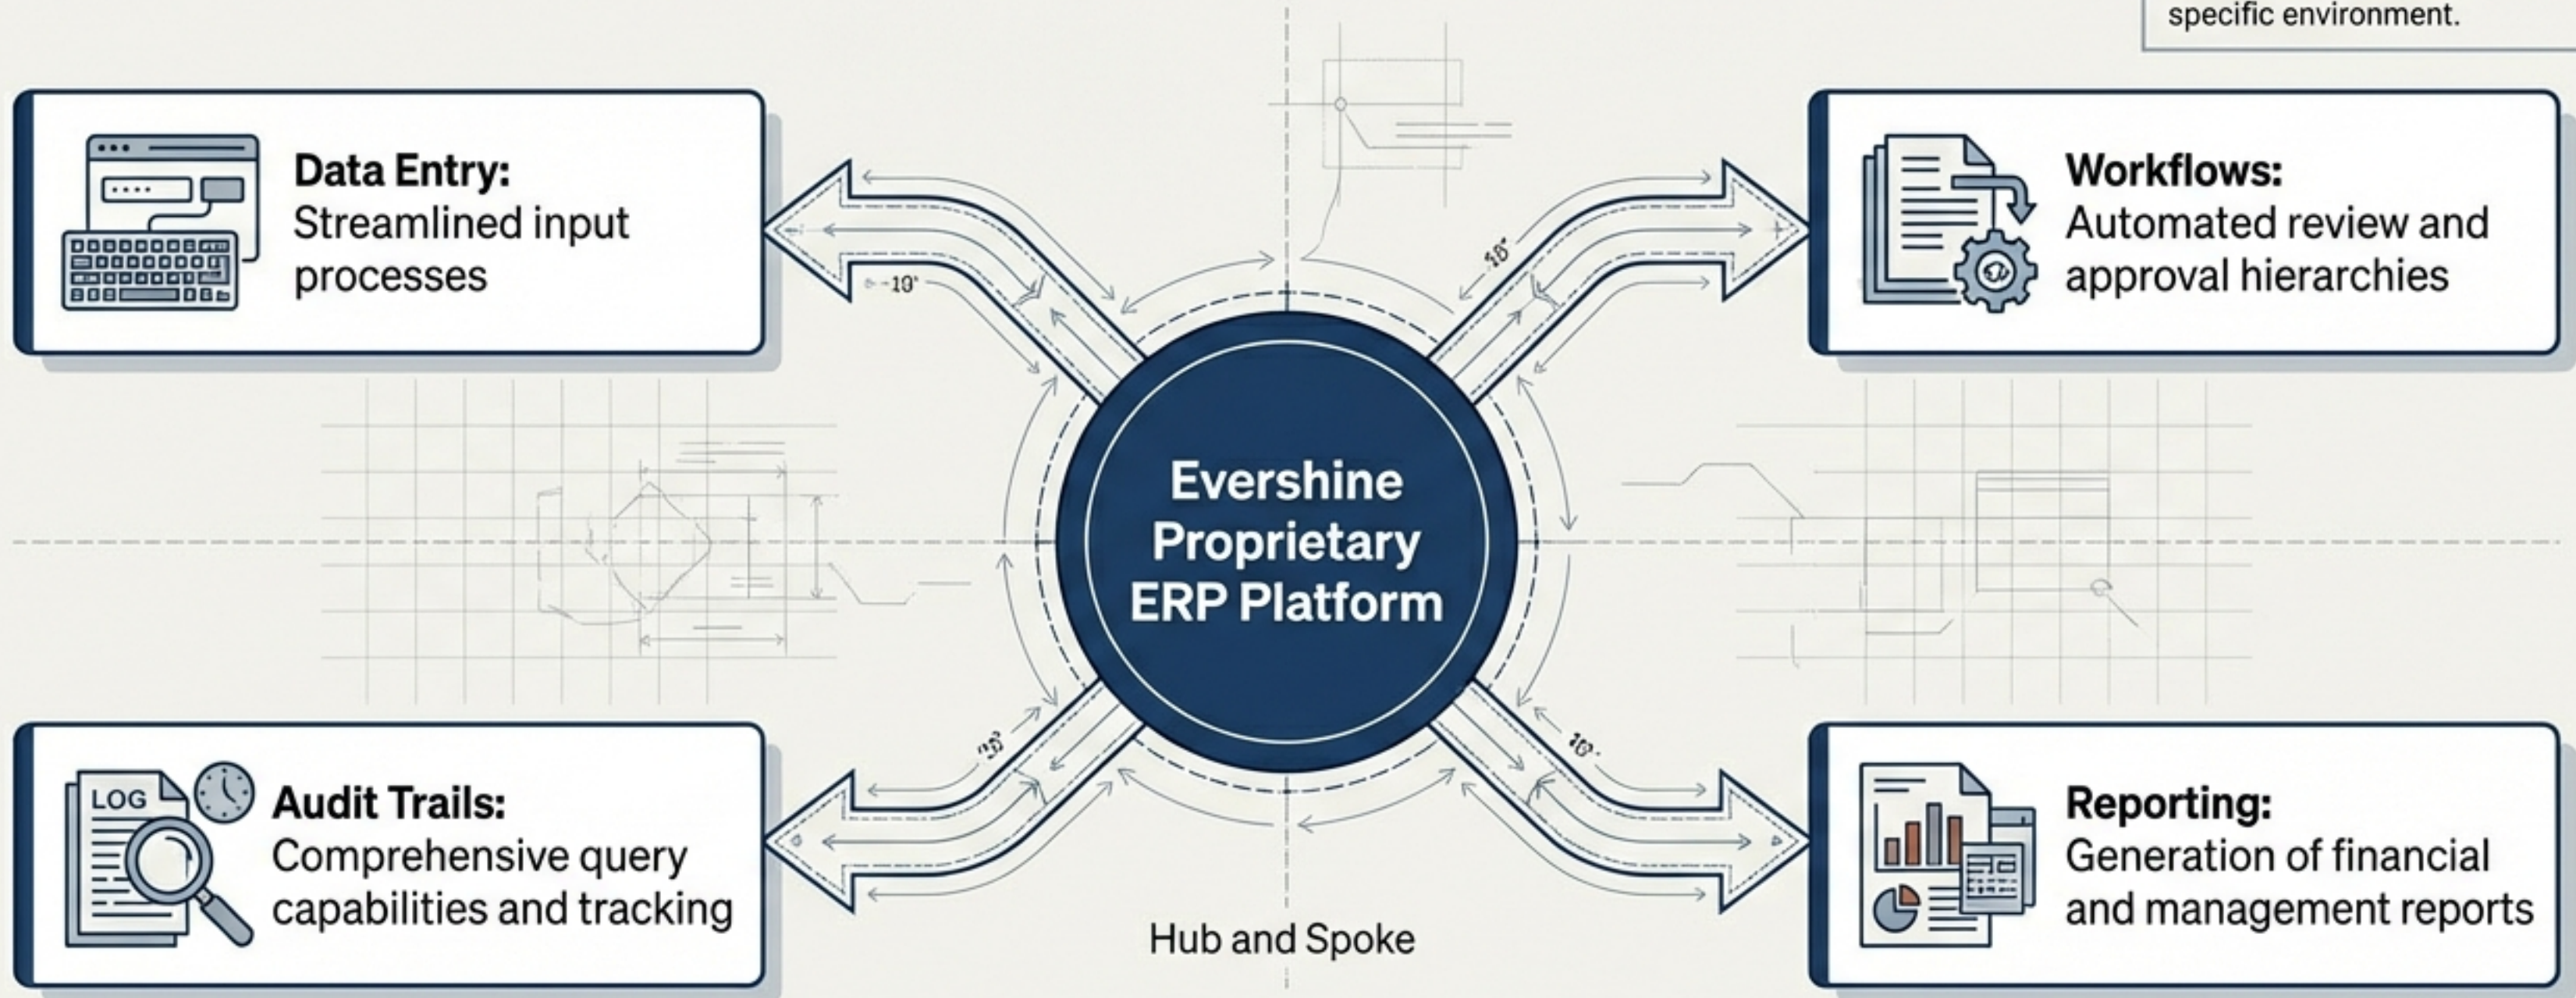 specific environment.
Data Entry:
Streamlined input
processes
Workflows:
Automated review and
approval hierarchies
Evershine
Proprietary
ERP Platform
LOG
Audit Trails:
Comprehensive query
capabilities and tracking
Reporting:
Generation of financial
and management reports
Hub and Spoke